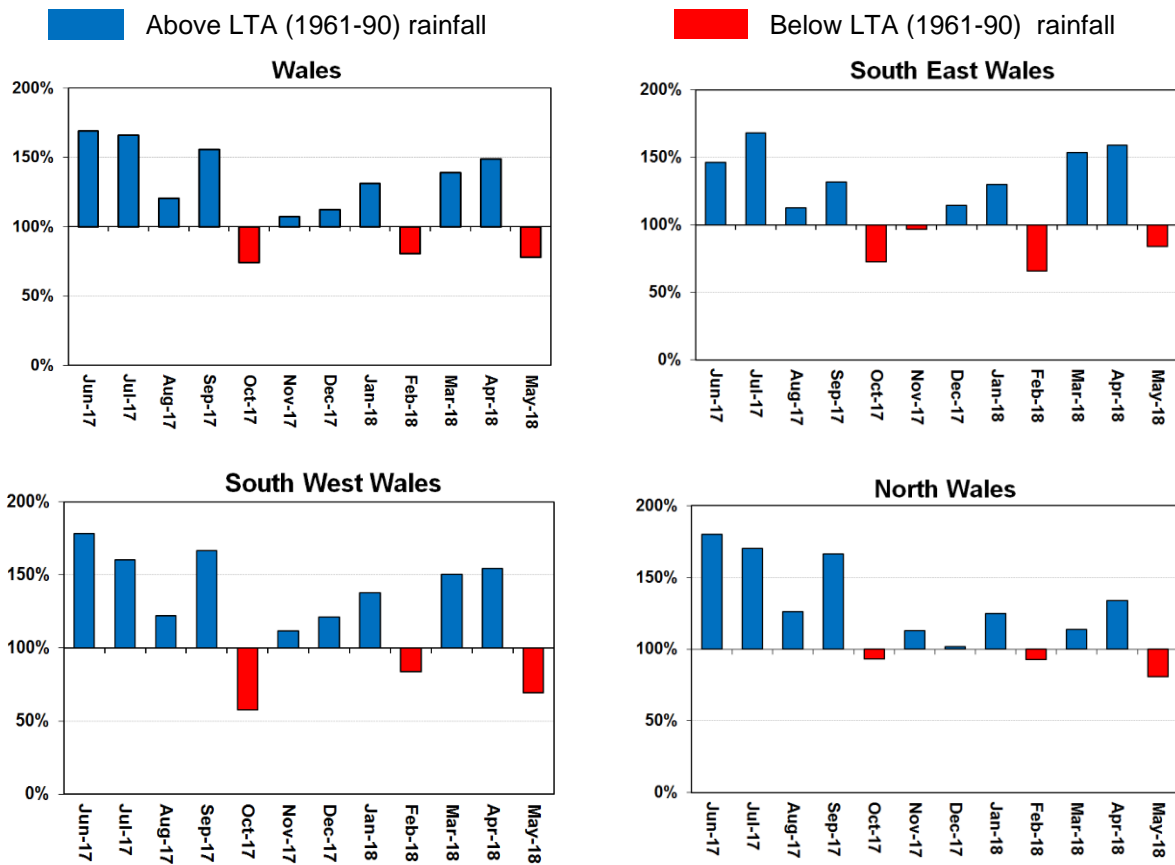 Above LTA (1961-90) rainfall
Below LTA (1961-90) rainfall
Wales
200%
150%
100%
50%
0%
Jun-17
Jul-17
Aug-17
Sep-17
Oct-17
Nov-17
Dec-17
Jan-18
Feb-18
Mar-18
Apr-18
May-18
South East Wales
200%
150%
100%
50%
0%
Jun-17
Jul-17
Aug-17
Sep-17
Oct-17
Nov-17
Dec-17
Jan-18
Feb-18
Mar-18
Apr-18
May-18
South West Wales
200%
150%
100%
50%
0%
Jun-17
Jul-17
Aug-17
Sep-17
Oct-17
Nov-17
Dec-17
Jan-18
Feb-18
Mar-18
Apr-18
May-18
North Wales
200%
150%
100%
50%
0%
Jun-17
Jul-17
Aug-17
Sep-17
Oct-17
Nov-17
Dec-17
Jan-18
Feb-18
Mar-18
Apr-18
May-18